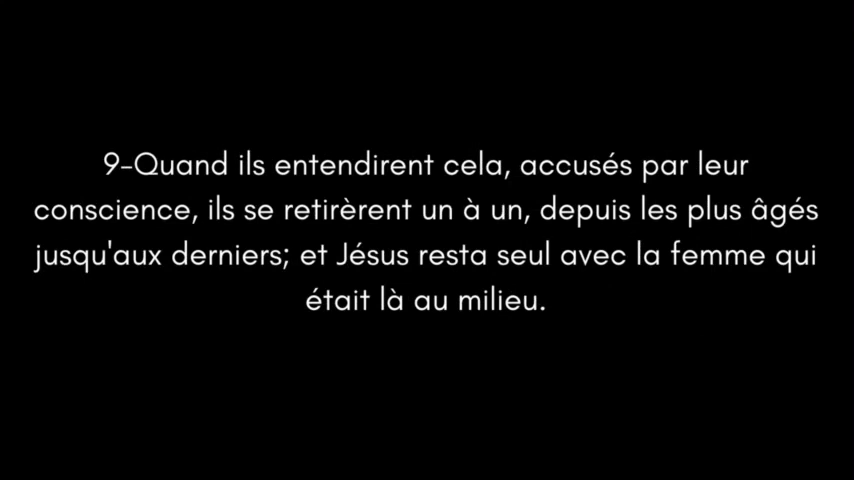 9-Quand ils entendirent cela, accusés par leur
conscience, ils se retirèrent un à un, depuis les plus âgés
jusqu'aux derniers; et Jésus resta seul avec la femme qui
était là au milieu.